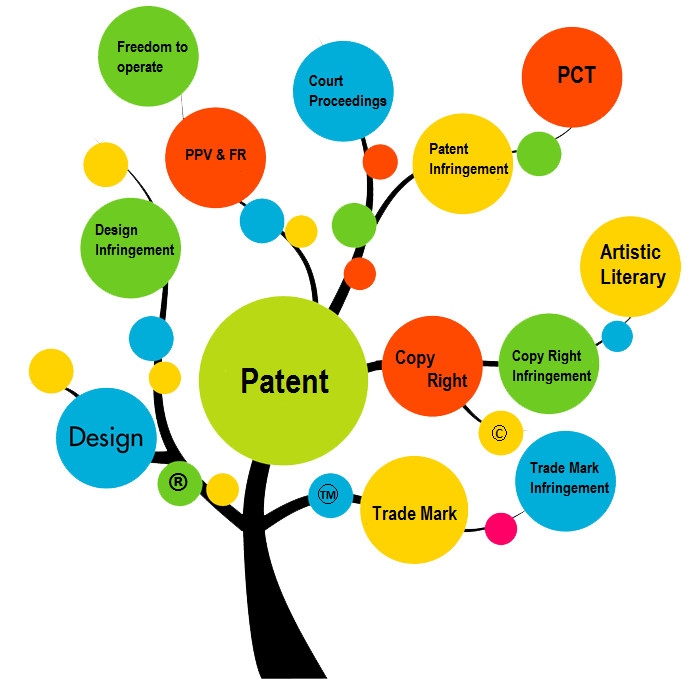 Freedom to
operate
PPV & FR
Court
Proceedings
PCT
Patent
Infringement
Design
Infringement
Artistic
Literary
Patent
Copy
Right
Copy Right
Infringement
©
Design
®
TM
Trade Mark
Trade Mark
Infringement